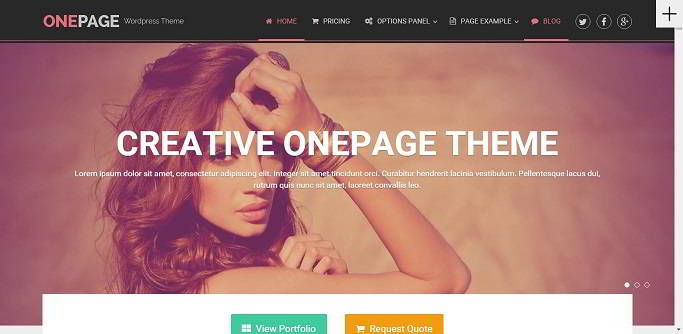 ONEPAGE Wordpress Theme HOME PRICING OPTIONS PANEL PAGE EXAMPLE BLOG
CREATIVE ONEPAGE THEME
Lorem ipsum dolor sit amet, consectetur adipiscing elit. Integer sit amet tincidunt orci. Curabitur hendrerit lacinia vestibulum. Pellentesque lacus dui,
rutrum quis nunc sit amet, laoreet convallis leo.
View Portfolio Request Quote